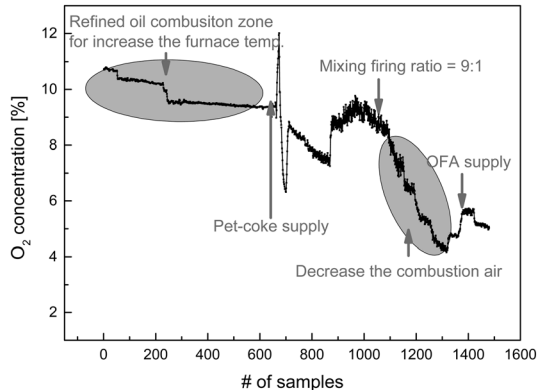 Refined oil combusiton zone
for increase the furnace temp.
Mixing firing ratio = 9:1
OFA supply
Pet-coke supply
Decrease the combustion air
O2 concentration [%]
12
10
8
6
4
2
0 200 400 600 800 1000 1200 1400 1600
# of samples